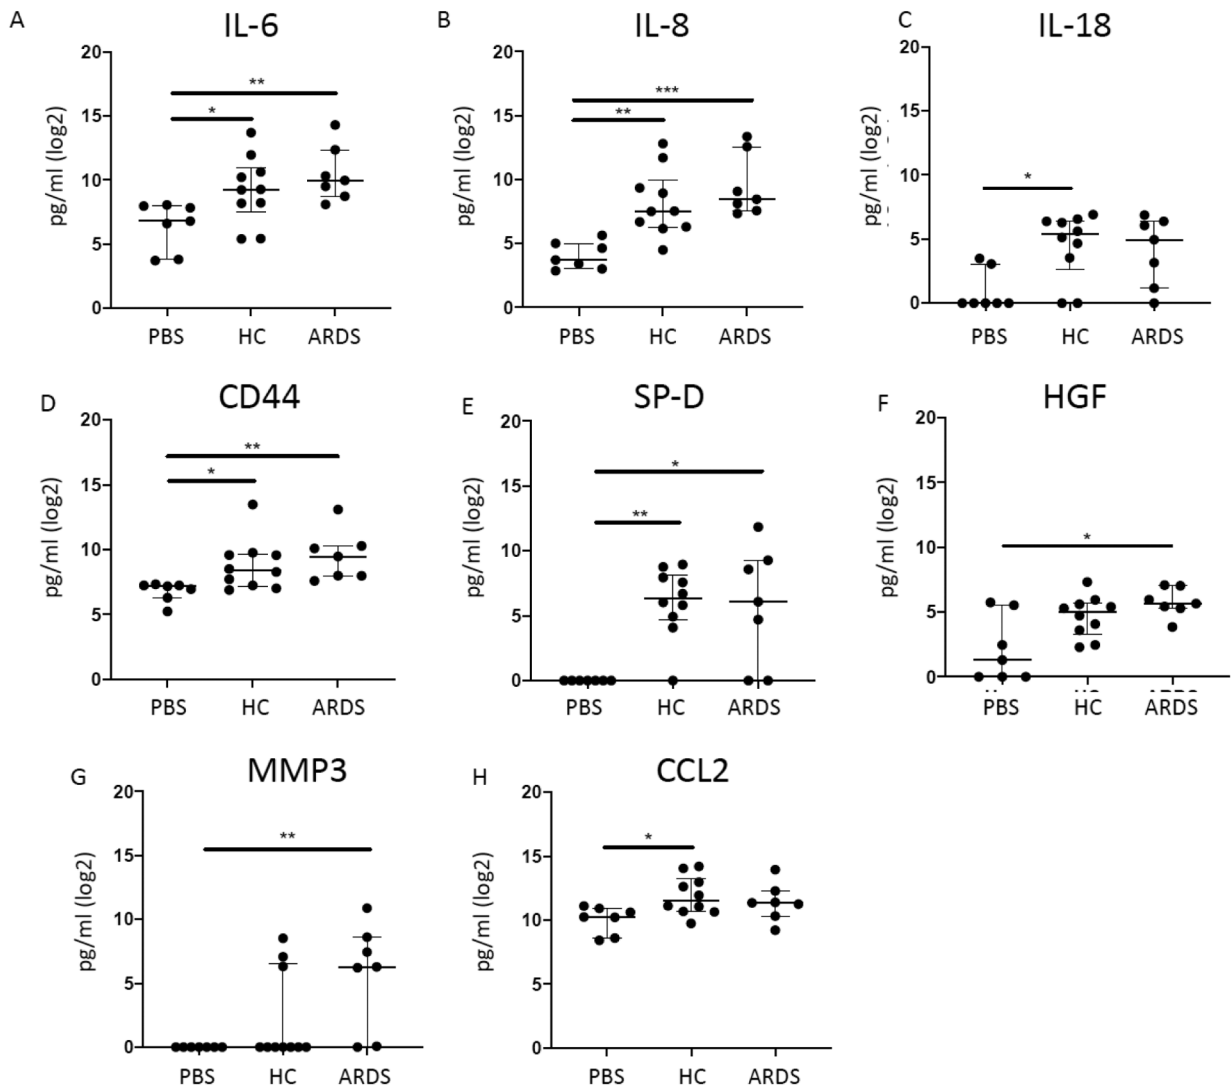 A
IL-6
20
15
10
5
0
pg/ml (log2)
**
*
PBS
HC
ARDS
B
IL-8
20
15
10
5
0
pg/ml (log2)
***
**
PBS
HC
ARDS
C
IL-18
20
15
10
5
0
pg/ml (log2)
*
PBS
HC
ARDS
D
CD44
20
15
10
5
0
pg/ml (log2)
**
*
PBS
HC
ARDS
E
SP-D
20
15
10
5
0
pg/ml (log2)
*
**
PBS
HC
ARDS
F
HGF
20
15
10
5
0
pg/ml (log2)
*
PBS
HC
ARDS
G
MMP3
20
15
10
5
0
pg/ml (log2)
**
PBS
HC
ARDS
H
CCL2
20
15
10
5
0
pg/ml (log2)
*
PBS
HC
ARDS